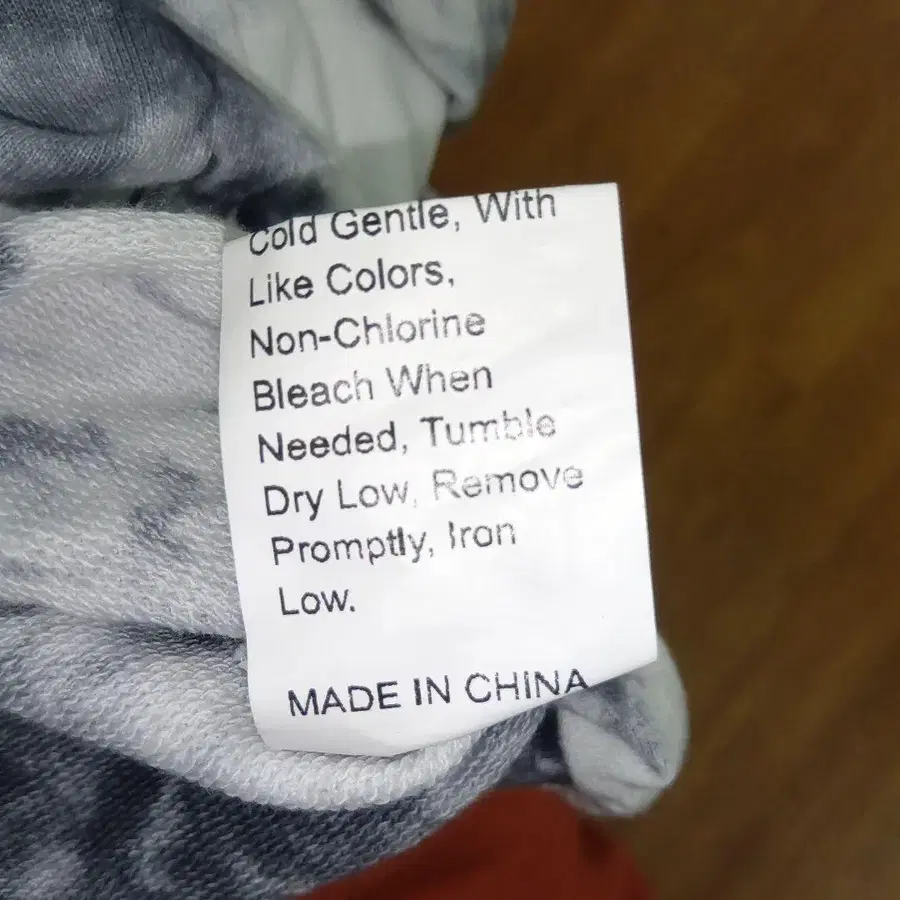 Cold Gentle, With
Like Colors,
Non-Chlorine
Bleach When
Needed, Tumble
Dry Low, Remove
Promptly, Iron
Low.
MADE IN CHINA